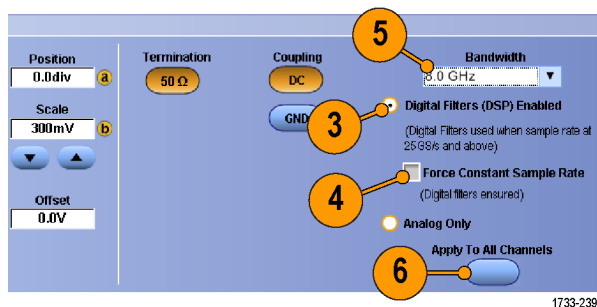 Position
0.0div
a
Scale
300mV
b
Offset
0.0V
Termination
50 Ω
Coupling
DC
GND
5
Bandwidth
8.0 GHz
3
Digital Filters (DSP) Enabled
(Digital Filters used when sample rate at
25GS/s and above)
4
Force Constant Sample Rate
(Digital filters ensured)
Analog Only
Apply To All Channels
6
1733-239